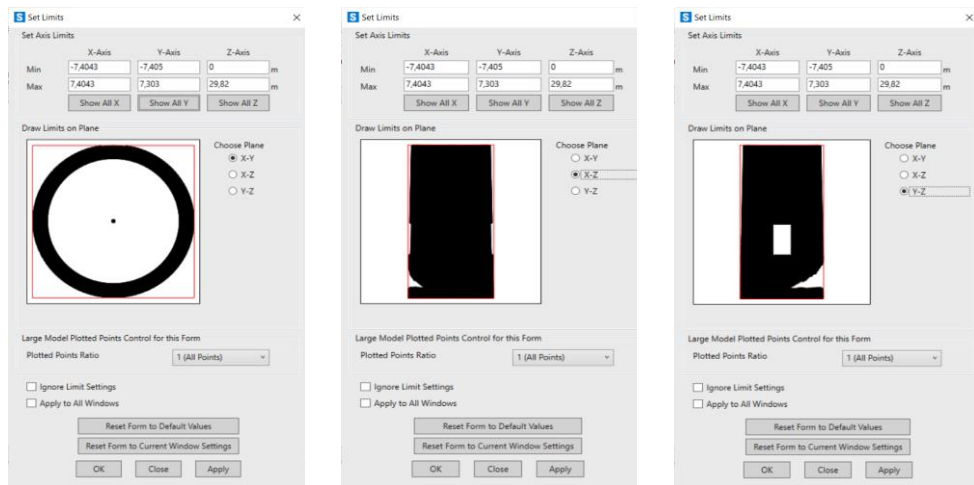 Set Limits
Set Axis Limits
X-Axis Y-Axis Z-Axis
Min -7,4043 -7,405 0 m
Max 7,4043 7,303 29,82 m
Show All X Show All Y Show All Z
Draw Limits on Plane
Choose Plane
X-Y
X-Z
Y-Z
Large Model Plotted Points Control for this Form
Plotted Points Ratio 1 (All Points)
Ignore Limit Settings
Apply to All Windows
Reset Form to Default Values
Reset Form to Current Window Settings
OK Close Apply
Set Limits
Set Axis Limits
X-Axis Y-Axis Z-Axis
Min -7,4043 -7,405 0 m
Max 7,4043 7,303 29,82 m
Show All X Show All Y Show All Z
Draw Limits on Plane
Choose Plane
X-Y
X-Z
Y-Z
Large Model Plotted Points Control for this Form
Plotted Points Ratio 1 (All Points)
Ignore Limit Settings
Apply to All Windows
Reset Form to Default Values
Reset Form to Current Window Settings
OK Close Apply
Set Limits
Set Axis Limits
X-Axis Y-Axis Z-Axis
Min -7,4043 -7,405 0 m
Max 7,4043 7,303 29,82 m
Show All X Show All Y Show All Z
Draw Limits on Plane
Choose Plane
X-Y
X-Z
Y-Z
Large Model Plotted Points Control for this Form
Plotted Points Ratio 1 (All Points)
Ignore Limit Settings
Apply to All Windows
Reset Form to Default Values
Reset Form to Current Window Settings
OK Close Apply